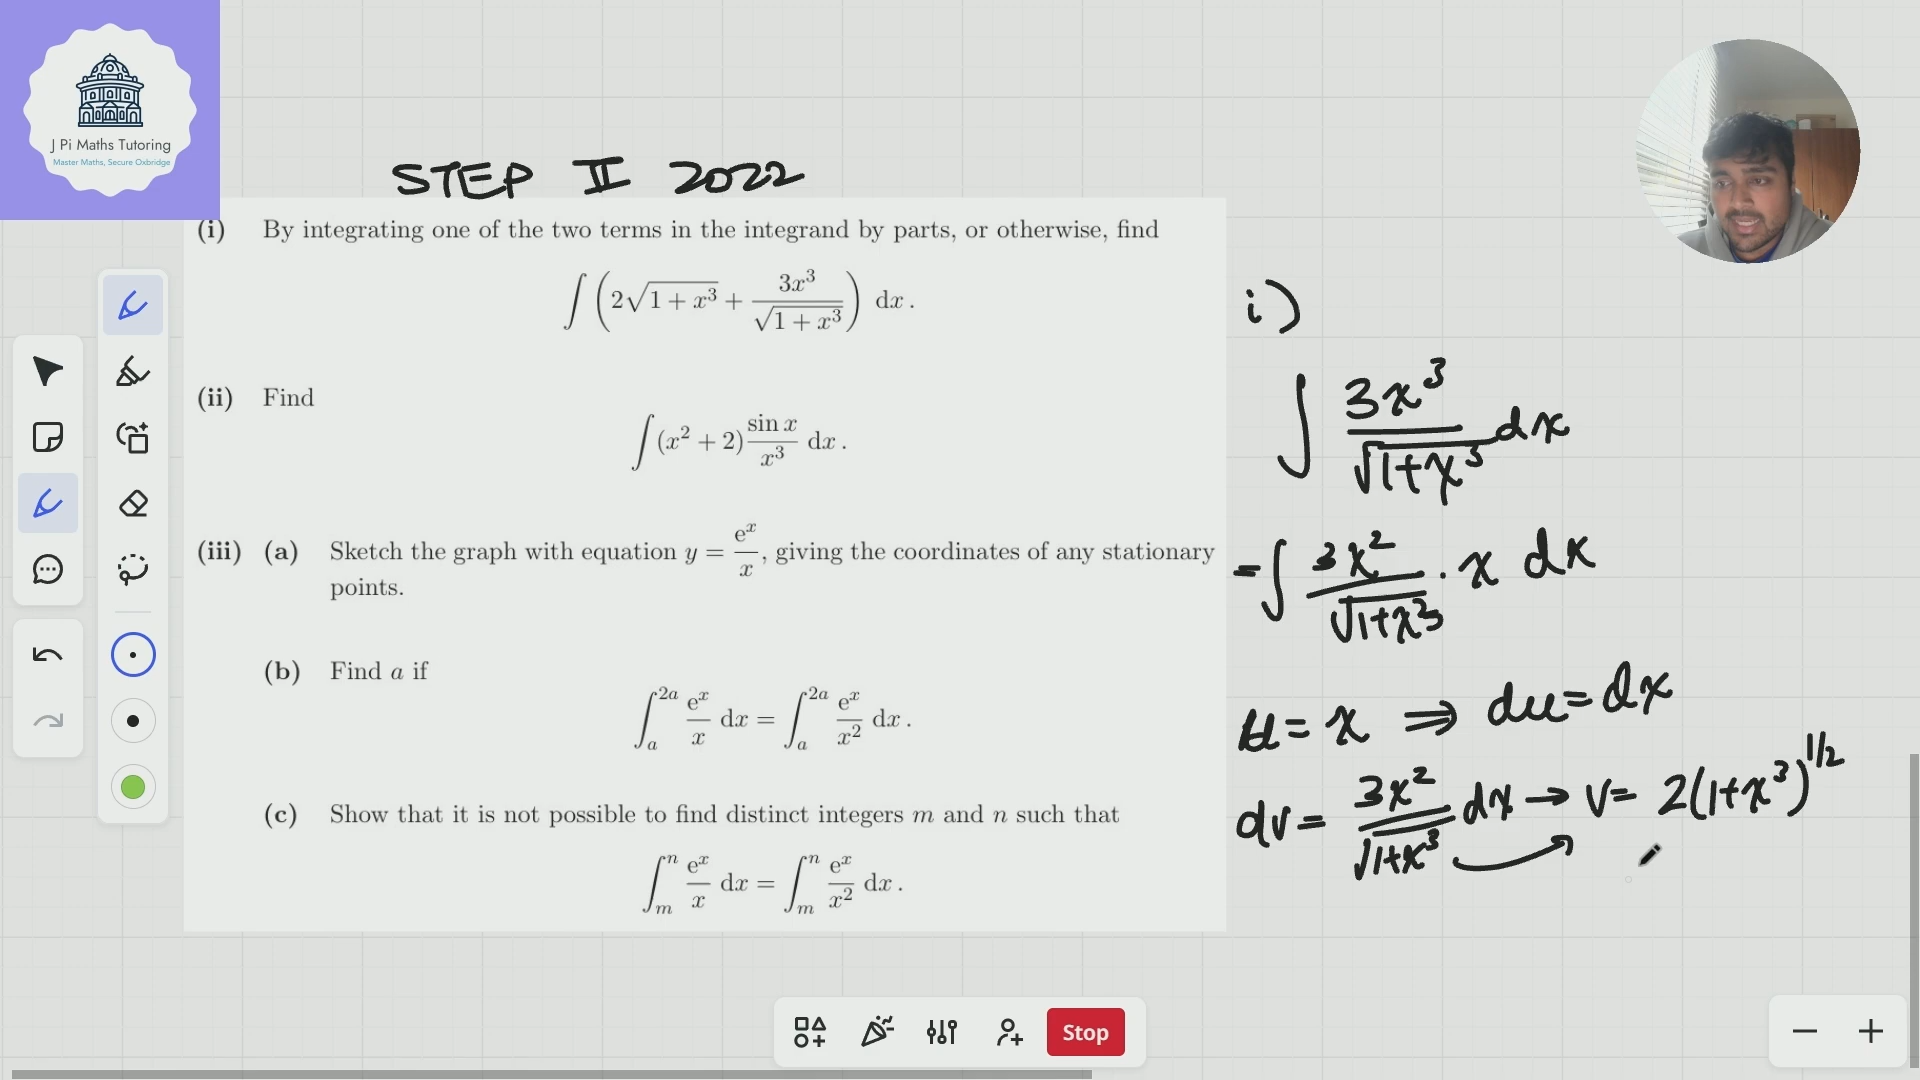 J Pi Maths Tutoring
Master Maths, Secure Oxbridge
STEP II 2022
(i) By integrating one of the two terms in the integrand by parts, or otherwise, find
∫ (2√(1 + x³) + 3x³/√(1 + x³)) dx.
(ii) Find
∫ (x² + 2) sin x/x³ dx.
(iii) (a) Sketch the graph with equation y = eˣ/x, giving the coordinates of any stationary
points.
(b) Find a if
∫ₐ²ᵃ eˣ/x dx = ∫ₐ²ᵃ eˣ/x² dx.
(c) Show that it is not possible to find distinct integers m and n such that
∫ₘⁿ eˣ/x dx = ∫ₘⁿ eˣ/x² dx.
i)
∫ 3x³/√(1+x³) dx
= ∫ 3x²/√(1+x³) · x dx
u = x ⇒ du = dx
dv = 3x²/√(1+x³) dx → v = 2(1+x³)^1/2
Stop